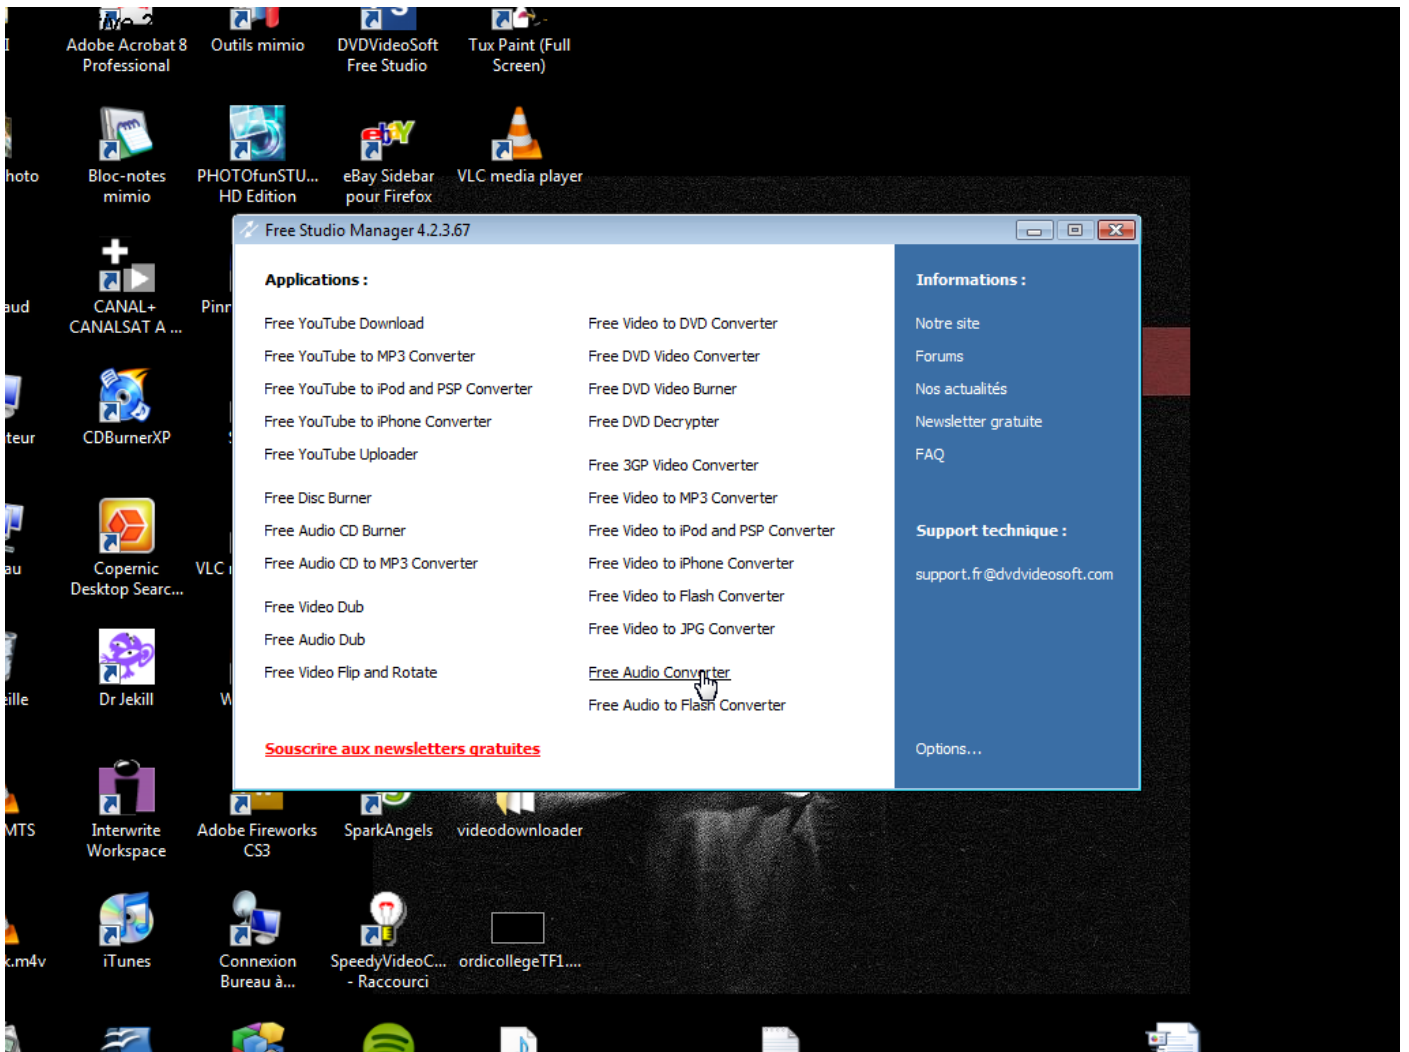 Adobe Acrobat 8
Professional
Outils mimio
DVDVideoSoft
Free Studio
Tux Paint (Full
Screen)
hoto
Bloc-notes
mimio
PHOTOfunSTU...
HD Edition
eBay Sidebar
pour Firefox
VLC media player
Free Studio Manager 4.2.3.67
aud
CANAL+
CANALSAT A ...
Pinn
Applications :
Free YouTube Download
Free YouTube to MP3 Converter
Free YouTube to iPod and PSP Converter
Free YouTube to iPhone Converter
Free YouTube Uploader
Free Disc Burner
Free Audio CD Burner
Free Audio CD to MP3 Converter
Free Video Dub
Free Audio Dub
Free Video Flip and Rotate
Souscrire aux newsletters gratuites
Free Video to DVD Converter
Free DVD Video Converter
Free DVD Video Burner
Free DVD Decrypter
Free 3GP Video Converter
Free Video to MP3 Converter
Free Video to iPod and PSP Converter
Free Video to iPhone Converter
Free Video to Flash Converter
Free Video to JPG Converter
Free Audio Converter
Free Audio to Flash Converter
Informations :
Notre site
Forums
Nos actualités
Newsletter gratuite
FAQ
Support technique :
support.fr@dvdvideosoft.com
Options...
teur
CDBurnerXP
au
Copernic
Desktop Searc...
VLC
eille
Dr Jekill
W
MTS
Interwrite
Workspace
Adobe Fireworks
CS3
SparkAngels
videodownloader
k.m4v
iTunes
Connexion
Bureau à...
SpeedyVideoC...
- Raccourci
ordicollegeTF1....